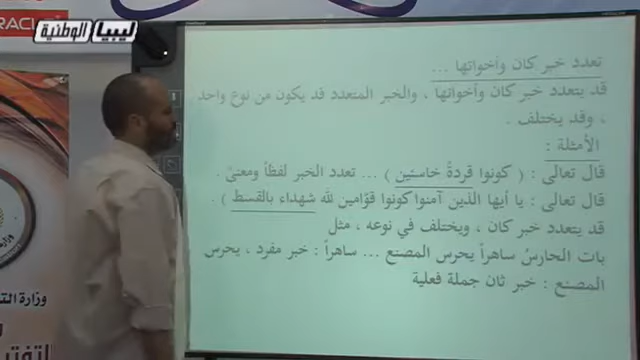 ORACLE
ليبيا الوطنية
تعدد خبر كان وأخواتها ...
قد يتعدد خبر كان وأخواتها ، والخبر المتعدد قد يكون من نوع واحد
، وقد يختلف .
الأمثلة :
قال تعالى : ( كونوا قردةً خاسئين ) ... تعدد الخبر لفظاً ومعنىً .
قال تعالى : يا أيها الذين آمنوا كونوا قوّامين لله شهداء بالقسط ) .
قد يتعدد خبر كان ، ويختلف في نوعه ، مثل
بات الحارسُ ساهراً يحرس المصنع ... ساهراً : خبر مفرد ، يحرس
المصنع : خبر ثان جملة فعلية
وزارة